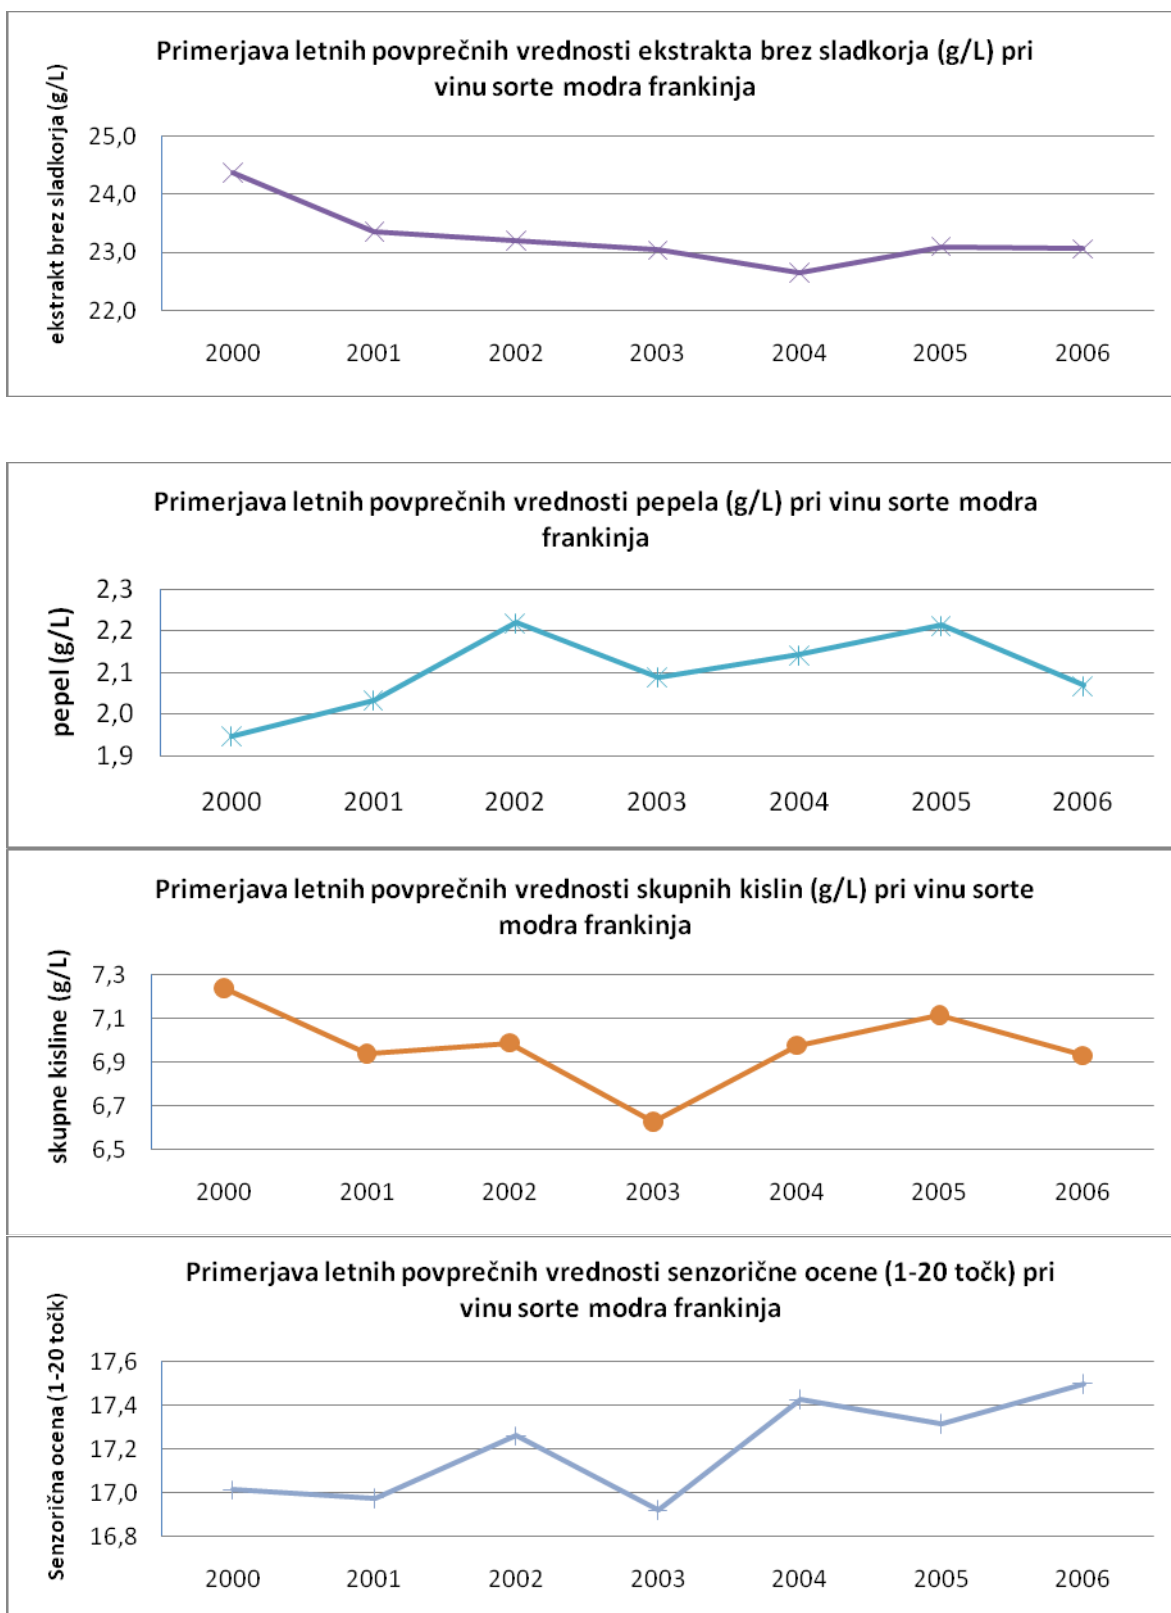 Primerjava letnih povprečnih vrednosti ekstrakta brez sladkorja (g/L) pri
vinu sorte modra frankinja
ekstrakt brez sladkorja (g/L)
25,0
24,0
23,0
22,0
2000 2001 2002 2003 2004 2005 2006
Primerjava letnih povprečnih vrednosti pepela (g/L) pri vinu sorte modra
frankinja
pepel (g/L)
2,3
2,2
2,1
2,0
1,9
2000 2001 2002 2003 2004 2005 2006
Primerjava letnih povprečnih vrednosti skupnih kislin (g/L) pri vinu sorte
modra frankinja
skupne kisline (g/L)
7,3
7,1
6,9
6,7
6,5
2000 2001 2002 2003 2004 2005 2006
Primerjava letnih povprečnih vrednosti senzorične ocene (1-20 točk) pri
vinu sorte modra frankinja
Senzorična ocena (1-20 točk)
17,6
17,4
17,2
17,0
16,8
2000 2001 2002 2003 2004 2005 2006